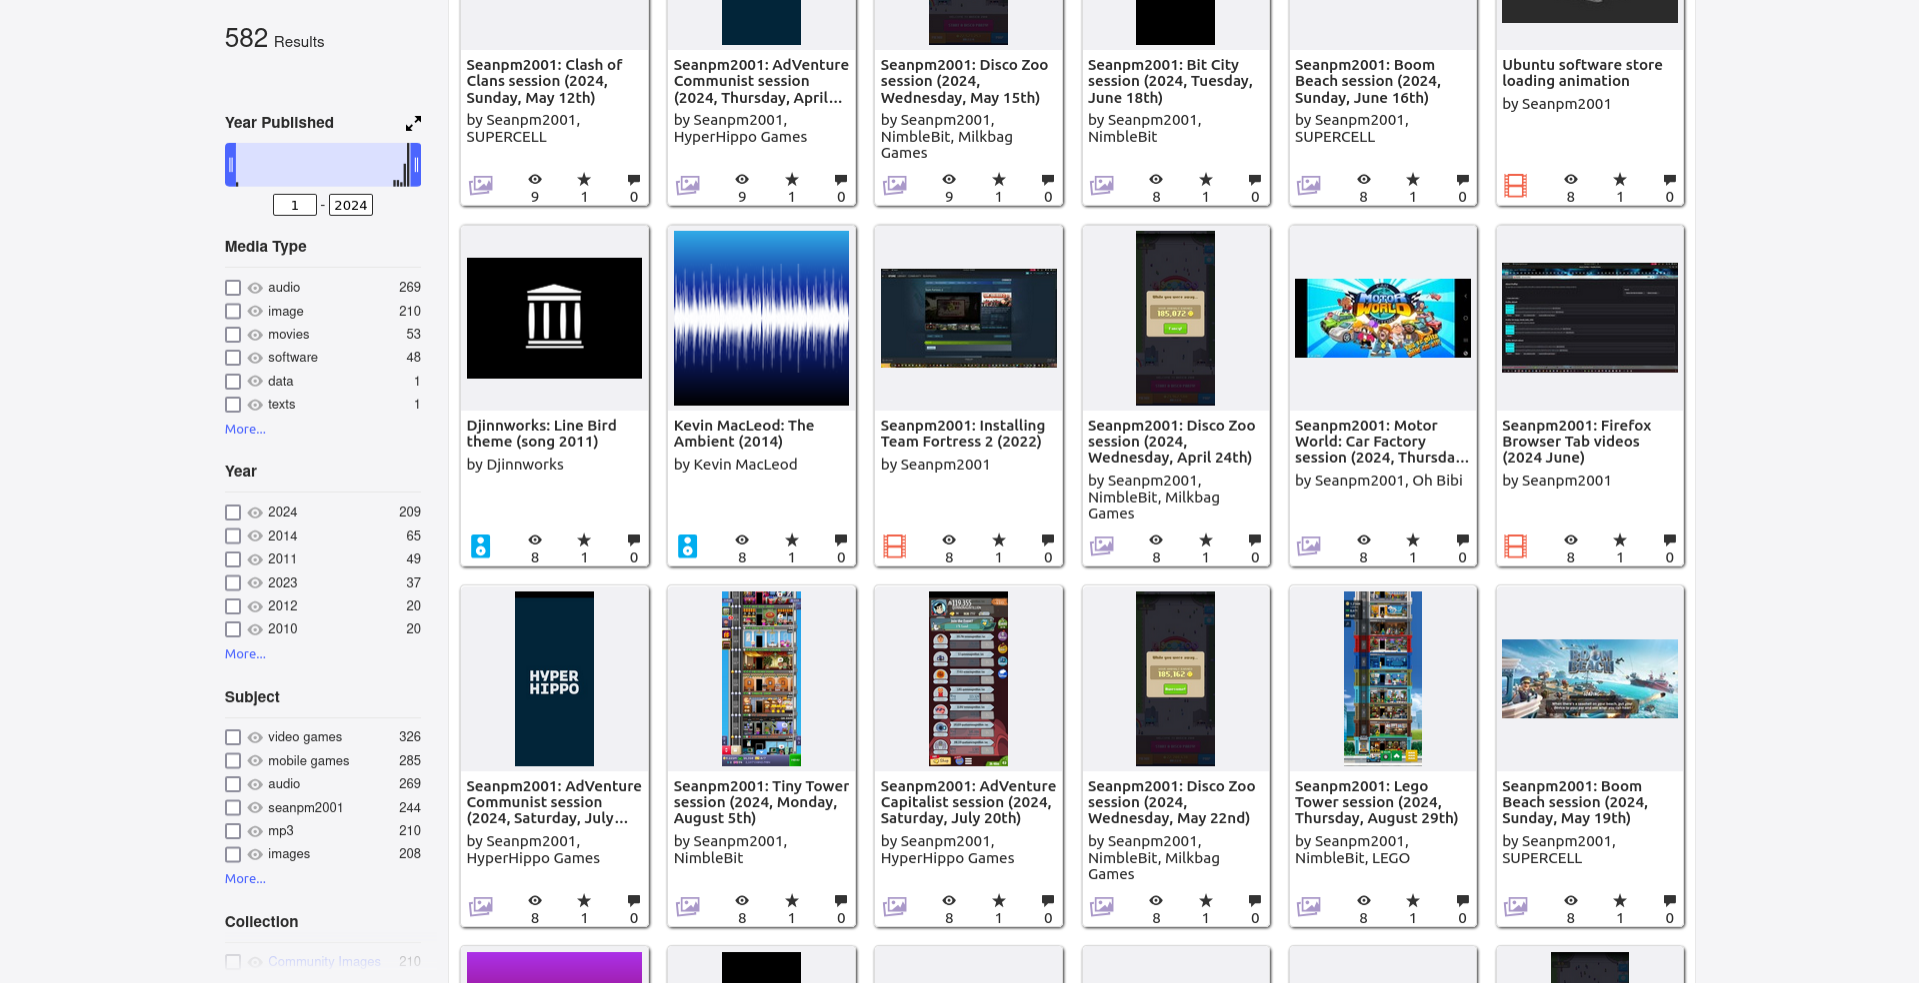 582 Results
Year Published
1 - 2024
Media Type
audio 269
image 210
movies 53
software 48
data 1
texts 1
More...
Year
2024 209
2014 65
2011 49
2023 37
2012 20
2010 20
More...
Subject
video games 326
mobile games 285
audio 269
seanpm2001 244
mp3 210
images 208
More...
Collection
Community Images 210
Seanpm2001: Clash of
Clans session (2024,
Sunday, May 12th)
by Seanpm2001,
SUPERCELL
9 1 0
Seanpm2001: AdVenture
Communist session
(2024, Thursday, April...
by Seanpm2001,
HyperHippo Games
9 1 0
Seanpm2001: Disco Zoo
session (2024,
Wednesday, May 15th)
by Seanpm2001,
NimbleBit, Milkbag
Games
9 1 0
Seanpm2001: Bit City
session (2024, Tuesday,
June 18th)
by Seanpm2001,
NimbleBit
8 1 0
Seanpm2001: Boom
Beach session (2024,
Sunday, June 16th)
by Seanpm2001,
SUPERCELL
8 1 0
Ubuntu software store
loading animation
by Seanpm2001
8 1 0
Djinnworks: Line Bird
theme (song 2011)
by Djinnworks
8 1 0
Kevin MacLeod: The
Ambient (2014)
by Kevin MacLeod
8 1 0
Seanpm2001: Installing
Team Fortress 2 (2022)
by Seanpm2001
8 1 0
While you were away...
105,072
Seanpm2001: Disco Zoo
session (2024,
Wednesday, April 24th)
by Seanpm2001,
NimbleBit, Milkbag
Games
8 1 0
MOTOR
WORLD
Seanpm2001: Motor
World: Car Factory
session (2024, Thursda...
by Seanpm2001, Oh Bibi
8 1 0
Seanpm2001: Firefox
Browser Tab videos
(2024 June)
by Seanpm2001
8 1 0
HYPER
HIPPO
Seanpm2001: AdVenture
Communist session
(2024, Saturday, July...
by Seanpm2001,
HyperHippo Games
8 1 0
Seanpm2001: Tiny Tower
session (2024, Monday,
August 5th)
by Seanpm2001,
NimbleBit
8 1 0
Seanpm2001: AdVenture
Capitalist session (2024,
Saturday, July 20th)
by Seanpm2001,
HyperHippo Games
8 1 0
While you were away...
105,162
Seanpm2001: Disco Zoo
session (2024,
Wednesday, May 22nd)
by Seanpm2001,
NimbleBit, Milkbag
Games
8 1 0
Seanpm2001: Lego
Tower session (2024,
Thursday, August 29th)
by Seanpm2001,
NimbleBit, LEGO
8 1 0
BOOM
BEACH
Seanpm2001: Boom
Beach session (2024,
Sunday, May 19th)
by Seanpm2001,
SUPERCELL
8 1 0